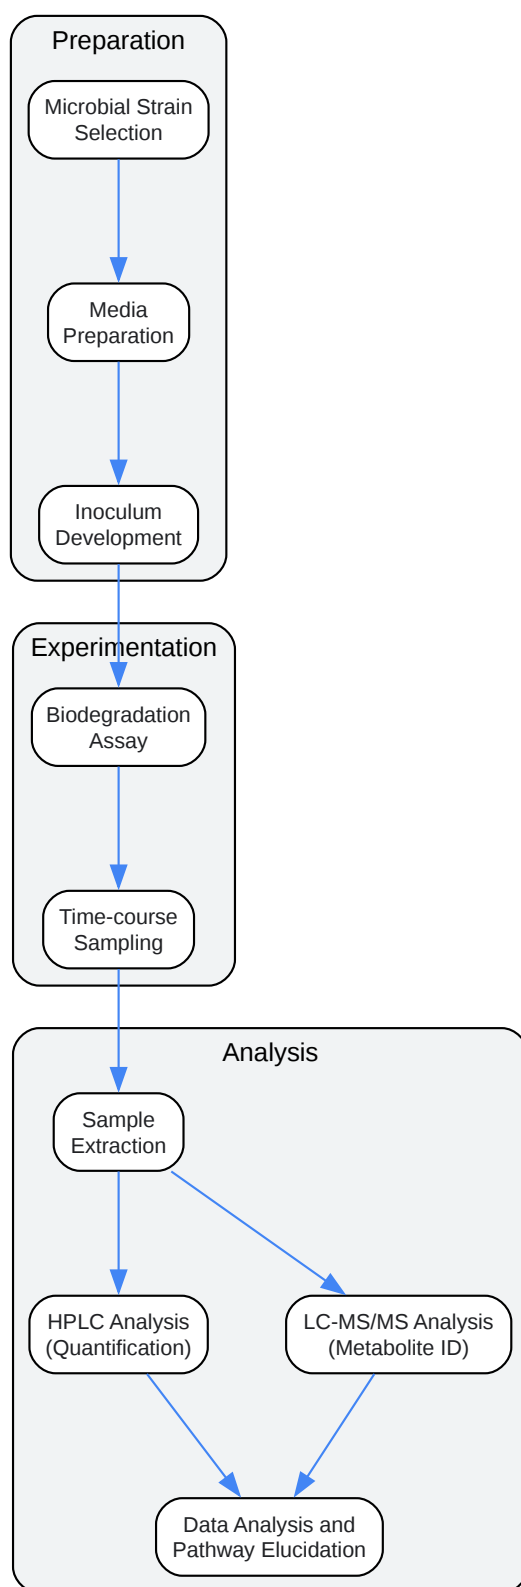 Preparation
Microbial Strain
Selection
Media
Preparation
Inoculum
Development
Experimentation
Biodegradation
Assay
Time-course
Sampling
Analysis
Sample
Extraction
HPLC Analysis
(Quantification)
LC-MS/MS Analysis
(Metabolite ID)
Data Analysis and
Pathway Elucidation